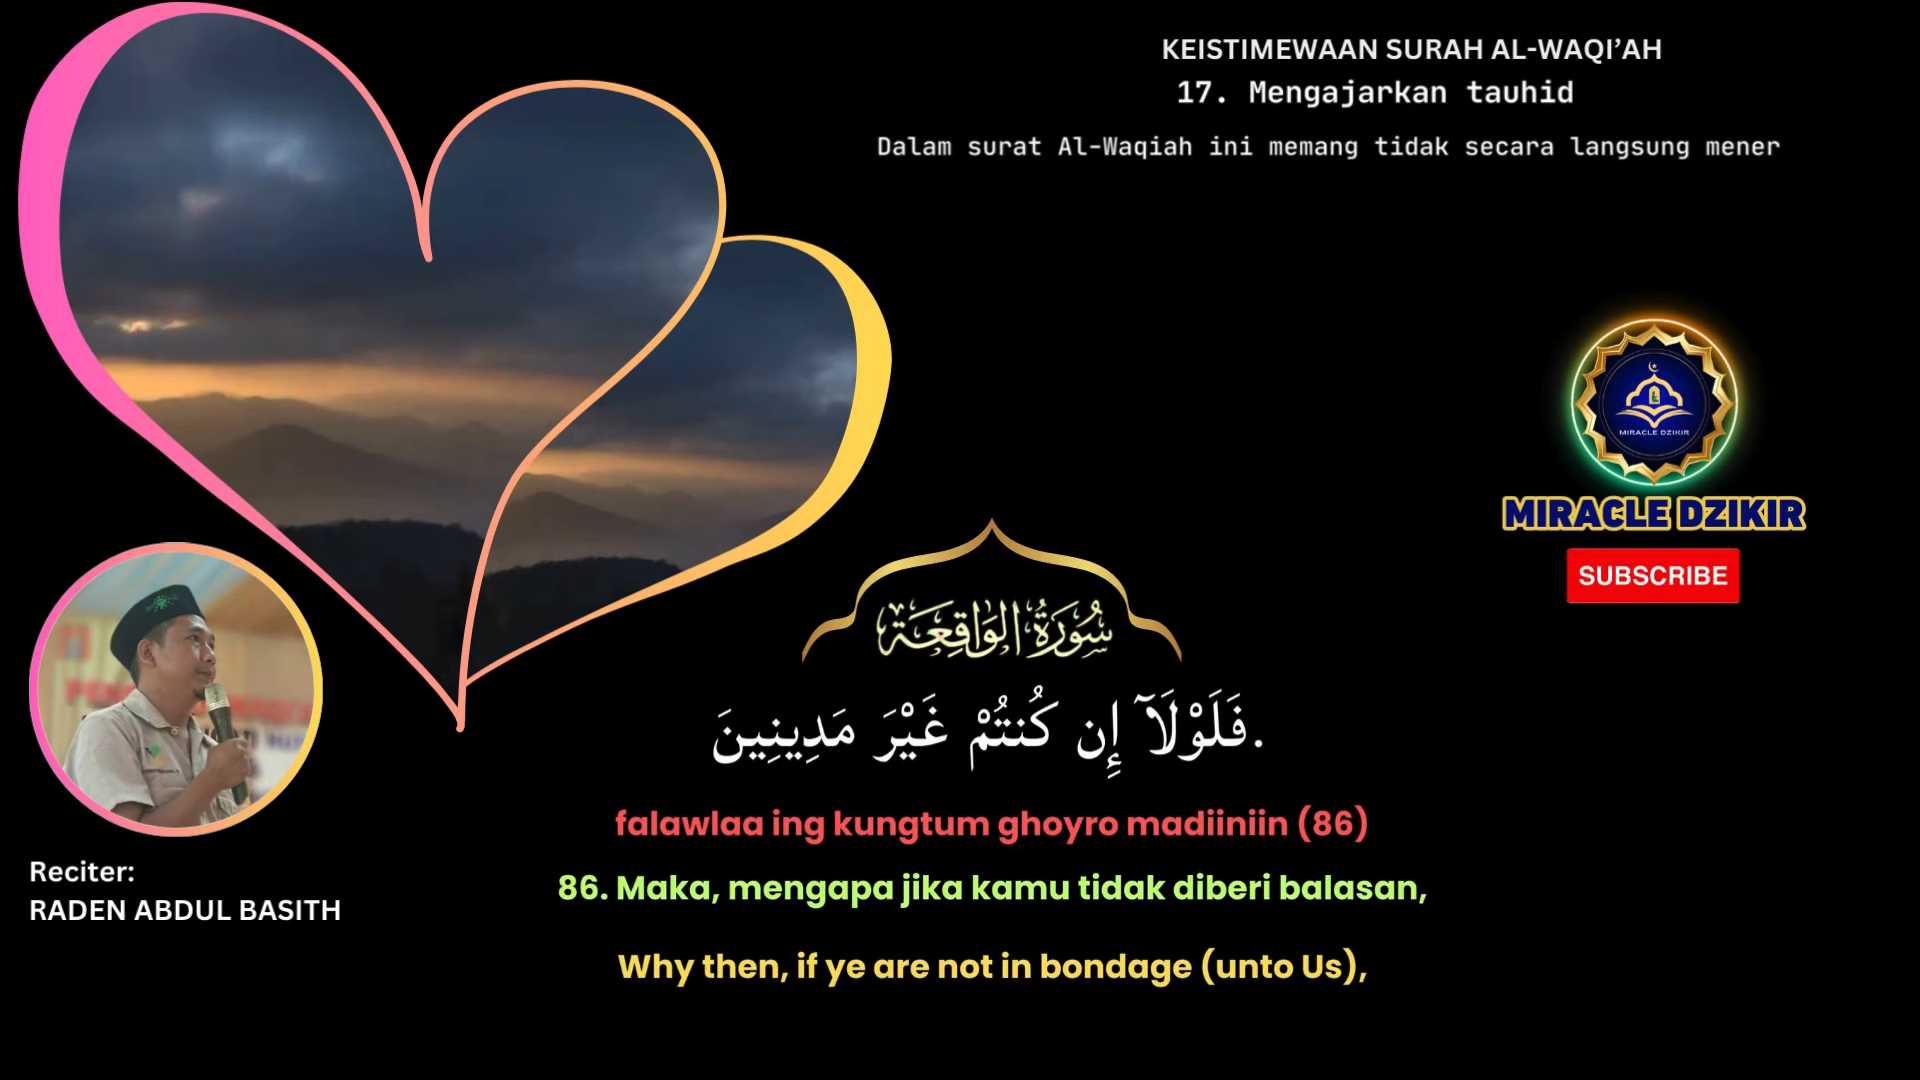 KEISTIMEWAAN SURAH AL-WAQI’AH
17. Mengajarkan tauhid
Dalam surat Al-Waqiah ini memang tidak secara langsung mener
MIRACLE DZIKIR
MIRACLE DZIKIR
SUBSCRIBE
سُورَةُ الوَاقِعَة
فَلَوْلَآ إِن كُنتُمْ غَيْرَ مَدِينِينَ.
falawlaa ing kungtum ghoyro madiiniin (86)
86. Maka, mengapa jika kamu tidak diberi balasan,
Why then, if ye are not in bondage (unto Us),
Reciter:
RADEN ABDUL BASITH